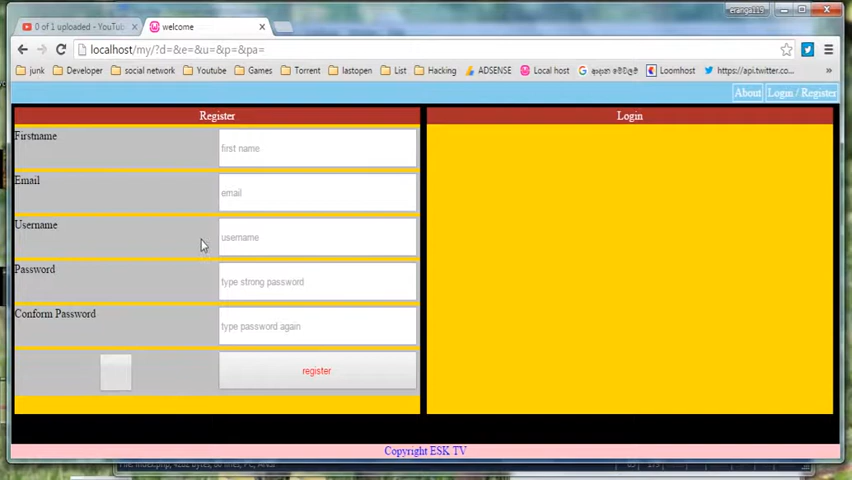 eranga119
0 of 1 uploaded - YouTub
welcome
localhost/my/?d=&e=&u=&p=&pa=
junk
Developer
social network
Youtube
Games
Torrent
lastopen
List
Hacking
ADSENSE
Local host
Loomhost
https://api.twitter.com...
»
About
Login / Register
Register
Login
Firstname
first name
Email
email
Username
username
Password
type strong password
Conform Password
type password again
register
Copyright ESK TV